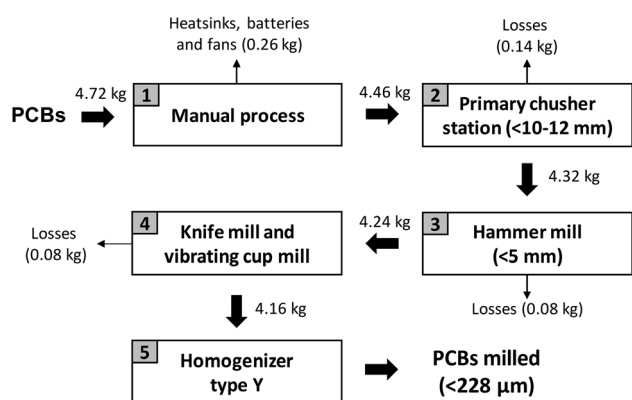 Heatsinks, batteries
and fans (0.26 kg)
Losses
(0.14 kg)
PCBs
4.72 kg
1
Manual process
4.46 kg
2
Primary chusher
station (<10-12 mm)
4.32 kg
Losses
(0.08 kg)
4
Knife mill and
vibrating cup mill
4.24 kg
3
Hammer mill
(<5 mm)
Losses (0.08 kg)
4.16 kg
5
Homogenizer
type Y
PCBs milled
(<228 µm)